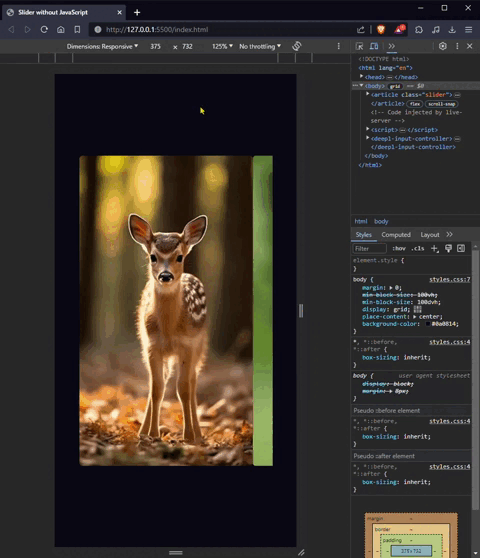 Slider without JavaScript
http://127.0.0.1:5500/index.html
Dimensions: Responsive 375 x 732 125% No throttling
<!DOCTYPE html>
<html lang="en">
<head> </head>
<body> grid == $0
<article class="slider">
</article> flex scroll-snap
<!-- Code injected by live-
server -->
<script> </script>
<deepl-input-controller>
</deepl-input-controller>
</body>
</html>
html body
Styles Computed Layout
Filter :hov .cls
element.style {
}
body { styles.css:7
margin: 0;
min-block-size: 100vh;
min-block-size: 100dvh;
display: grid;
place-content: center;
background-color: #0a0814;
}
*, *::before, styles.css:4
*::after {
box-sizing: inherit;
}
body { user agent stylesheet
display: block;
margin: 8px;
}
Pseudo ::before element
*, *::before, styles.css:4
*::after {
box-sizing: inherit;
}
Pseudo ::after element
*, *::before, styles.css:4
*::after {
box-sizing: inherit;
}
margin -
border -
padding -
375×732